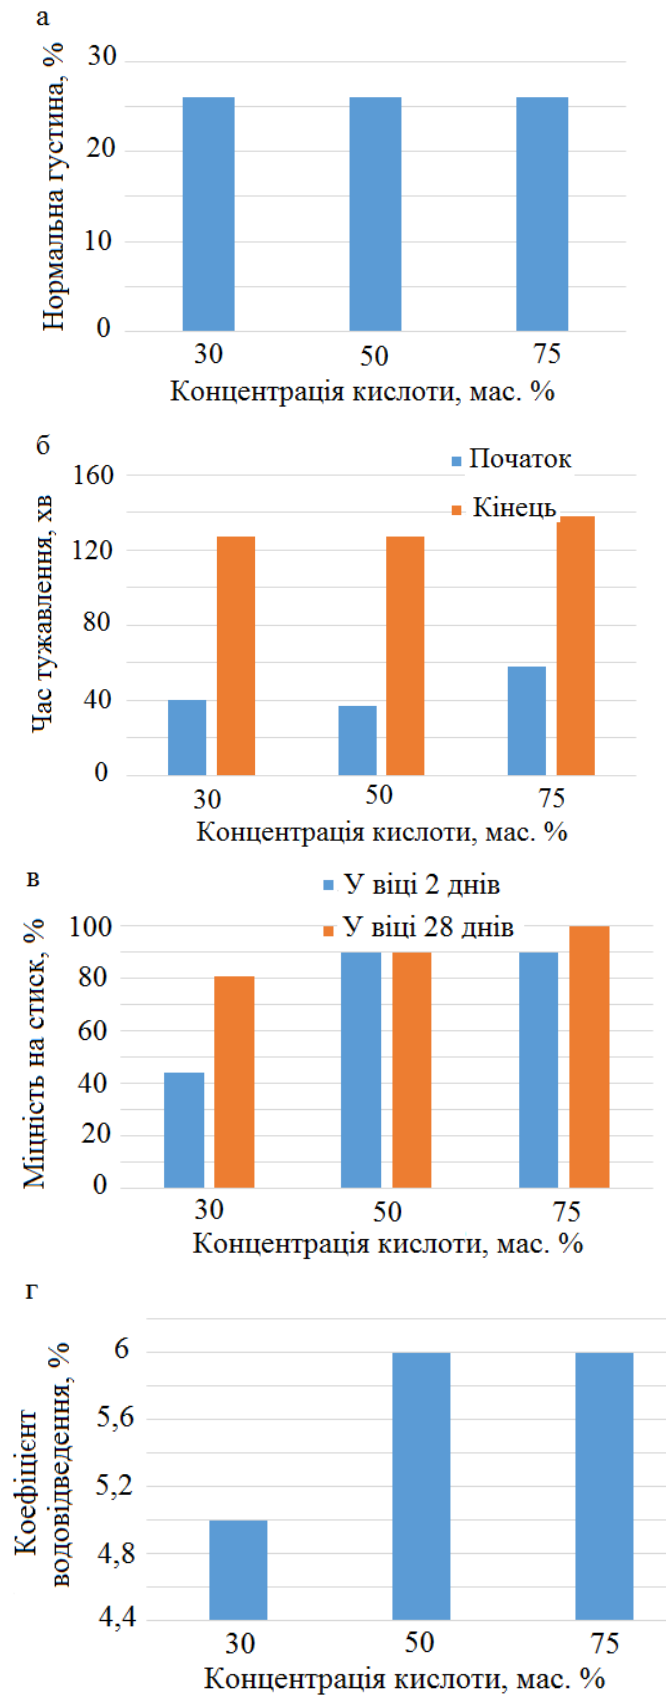 а
Нормальна густина, %
30
20
10
0
30 50 75
Концентрація кислоти, мас. %
б
Час тужавлення, хв
Початок
Кінець
160
120
80
40
0
30 50 75
Концентрація кислоти, мас. %
в
Міцність на стиск, %
У віці 2 днів
У віці 28 днів
100
80
60
40
20
0
30 50 75
Концентрація кислоти, мас. %
г
Коефіцієнт
водовідведення, %
6
5,6
5,2
4,8
4,4
30 50 75
Концентрація кислоти, мас. %